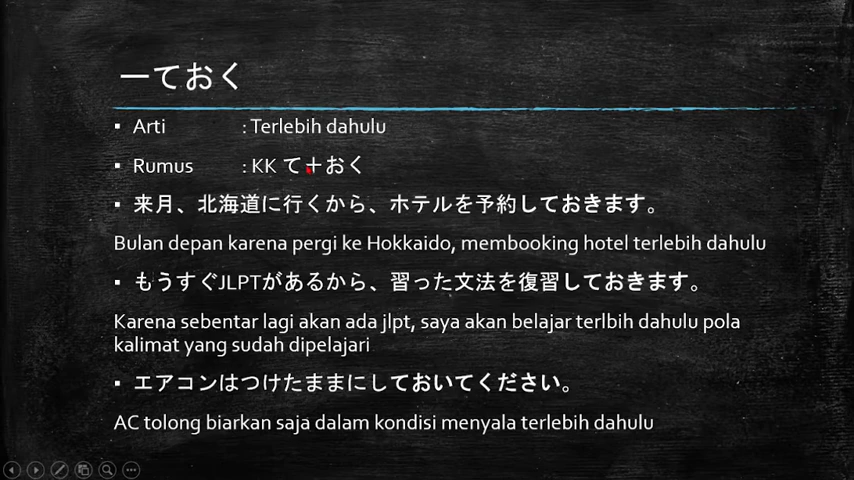 ーておく
▪ Arti : Terlebih dahulu
▪ Rumus : KK て＋おく
▪ 来月、北海道に行くから、ホテルを予約しておきます。
Bulan depan karena pergi ke Hokkaido, membooking hotel terlebih dahulu
▪ もうすぐJLPTがあるから、習った文法を復習しておきます。
Karena sebentar lagi akan ada jlpt, saya akan belajar terlbih dahulu pola
kalimat yang sudah dipelajari
▪ エアコンはつけたままにしておいてください。
AC tolong biarkan saja dalam kondisi menyala terlebih dahulu